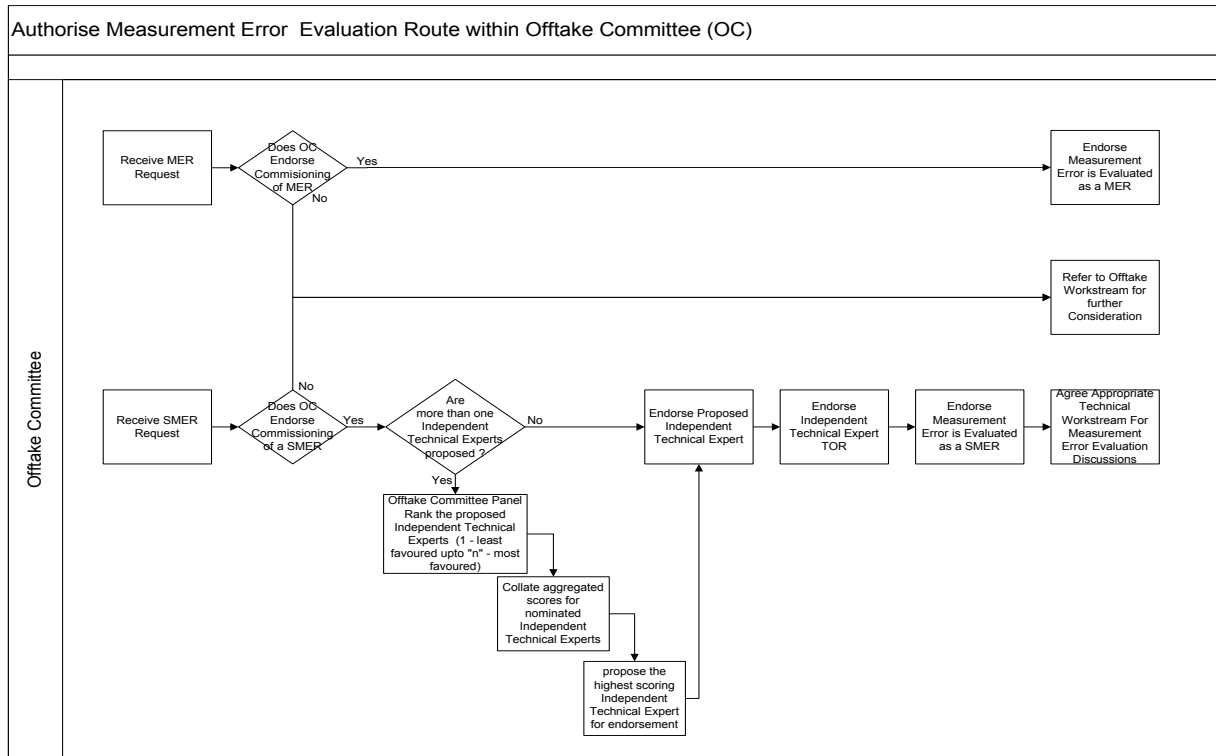 Authorise Measurement Error Evaluation Route within Offtake Committee (OC)
Offtake Committee
Receive MER
Request
Does OC
Endorse
Commisioning
of MER
Yes
No
Endorse
Measurement
Error is Evaluated
as a MER
Refer to Offtake
Workstream for
further
Consideration
Receive SMER
Request
No
Does OC
Endorse
Commissioning
of a SMER
Yes
Are
more than one
Independent
Technical Experts
proposed ?
No
Yes
Endorse Proposed
Independent
Technical Expert
Endorse
Independent
Technical Expert
TOR
Endorse
Measurement
Error is Evaluated
as a SMER
Agree Appropriate
Technical
Workstream For
Measurement
Error Evaluation
Discussions
Offtake Committee Panel
Rank the proposed
Independent Technical
Experts (1 - least
favoured upto "n" - most
favoured)
Collate aggregated
scores for
nominated
Independent
Technical Experts
propose the
highest scoring
Independent
Technical Expert
for endorsement